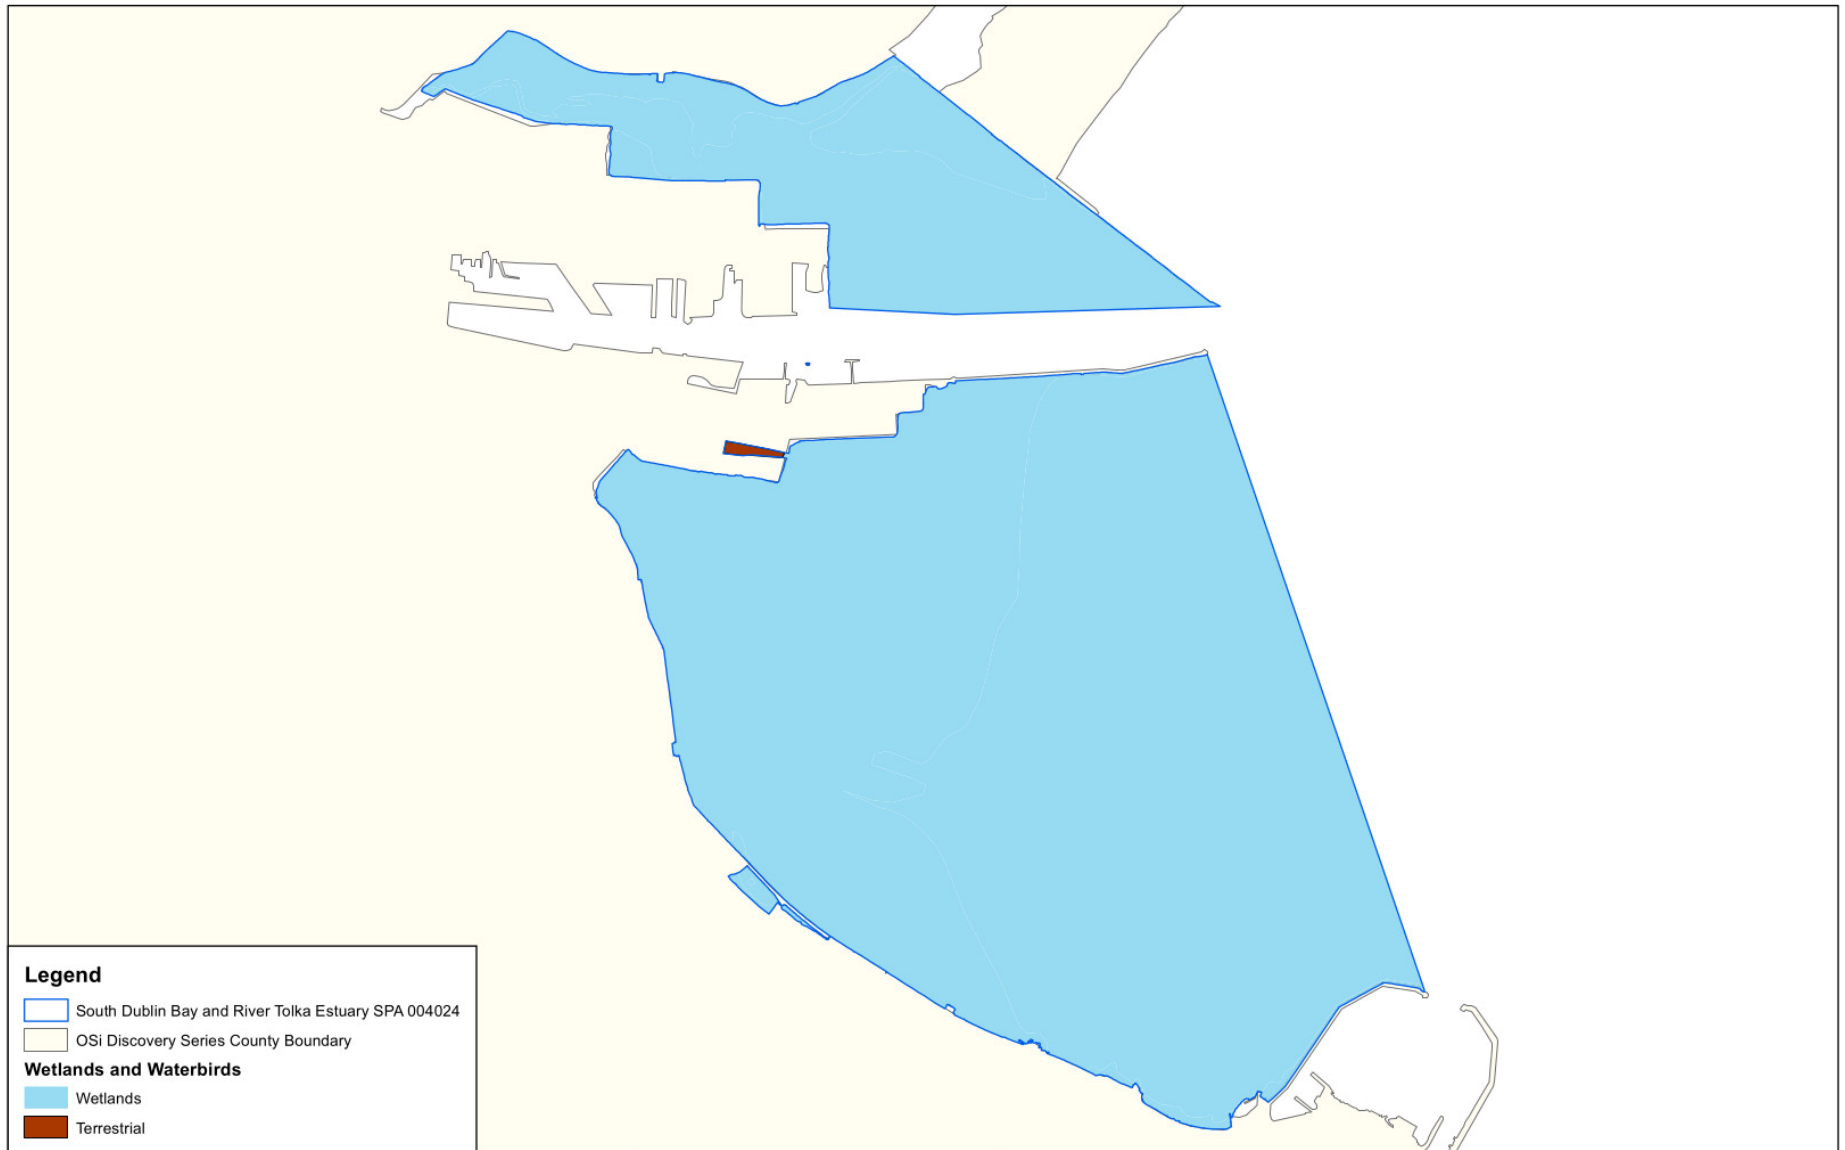 Legend
South Dublin Bay and River Tolka Estuary SPA 004024
OSi Discovery Series County Boundary
Wetlands and Waterbirds
Wetlands
Terrestrial